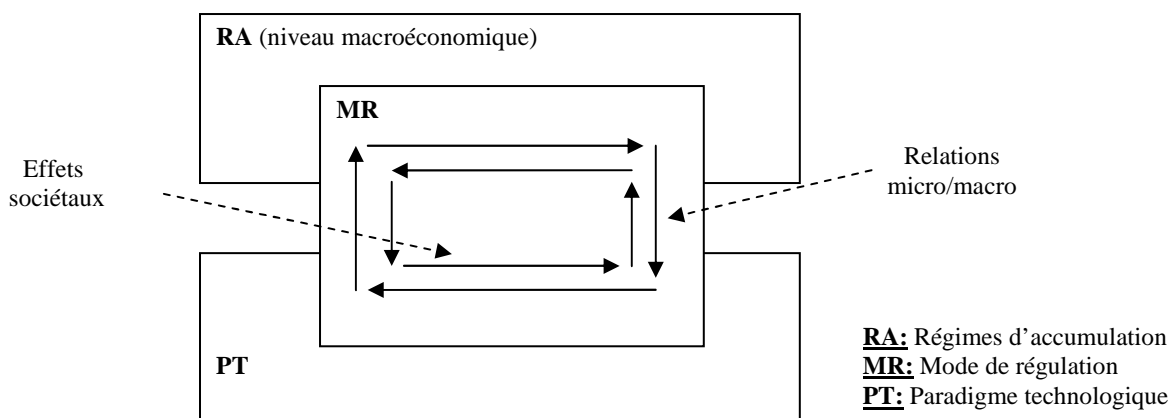 RA (niveau macroéconomique)
MR
Effets
sociétaux
Relations
micro/macro
PT
RA: Régimes d’accumulation
MR: Mode de régulation
PT: Paradigme technologique